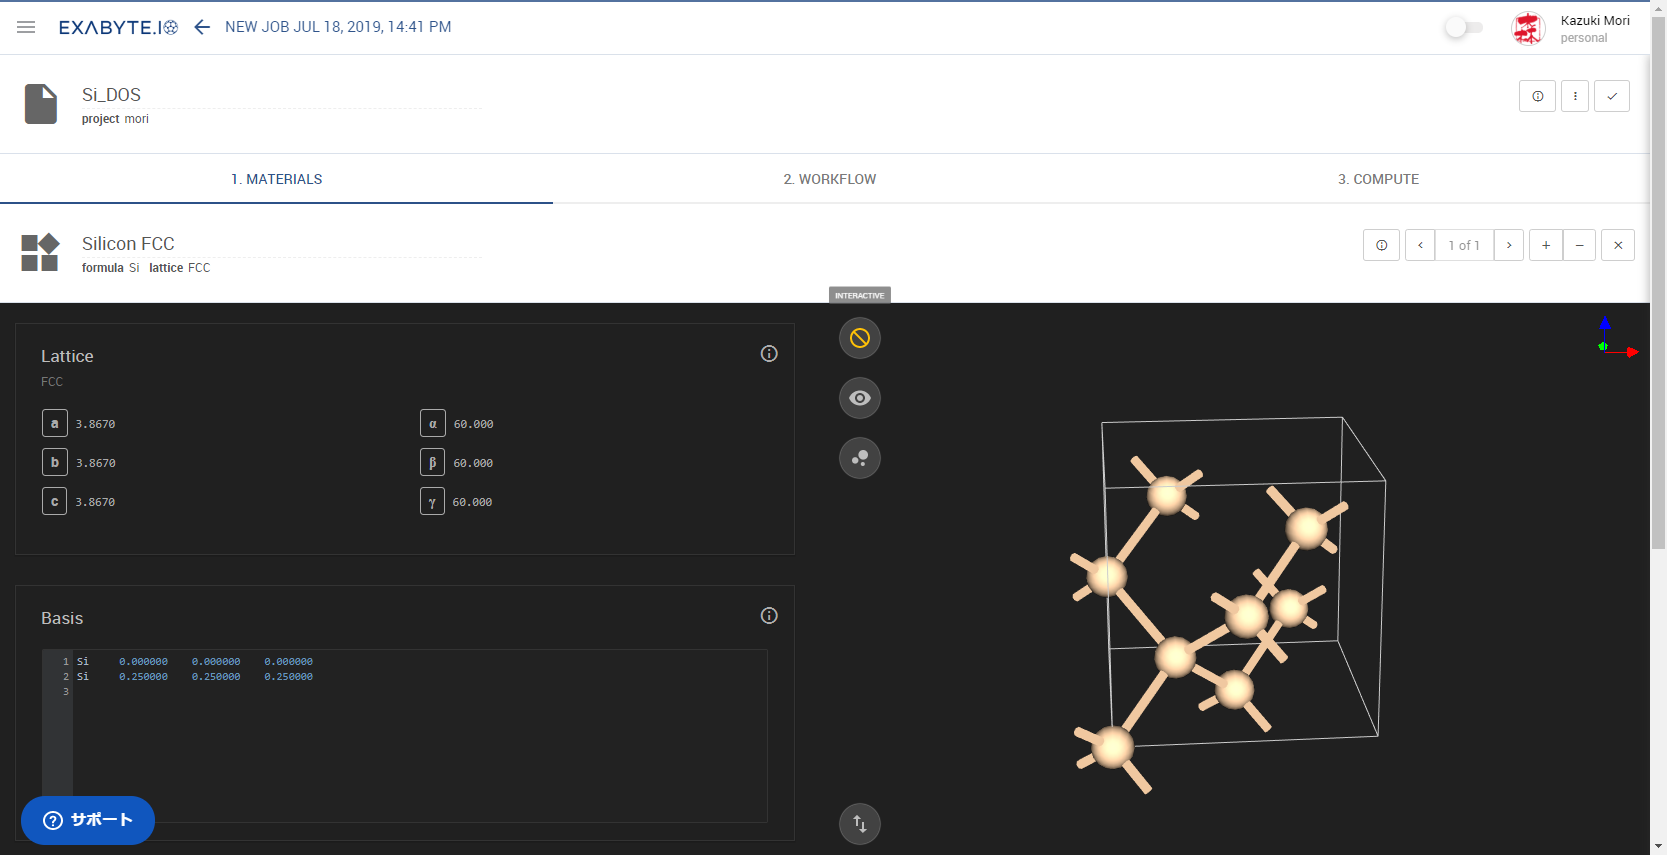 EXABYTE.IO
NEW JOB JUL 18, 2019, 14:41 PM
Kazuki Mori
personal
Si_DOS
project mori
1. MATERIALS
2. WORKFLOW
3. COMPUTE
Silicon FCC
formula Si lattice FCC
1 of 1
INTERACTIVE
Lattice
FCC
a 3.8670
α 60.000
b 3.8670
β 60.000
c 3.8670
γ 60.000
Basis
1 Si 0.000000 0.000000 0.000000
2 Si 0.250000 0.250000 0.250000
3
サポート